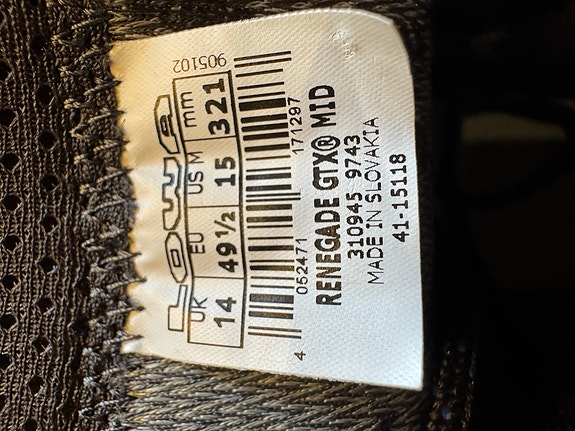 LOWA
905102
UK EU US M mm
14 49½ 15 321
4 052471 171297
RENEGADE GTX® MID
310945 9743
MADE IN SLOVAKIA
41-15118